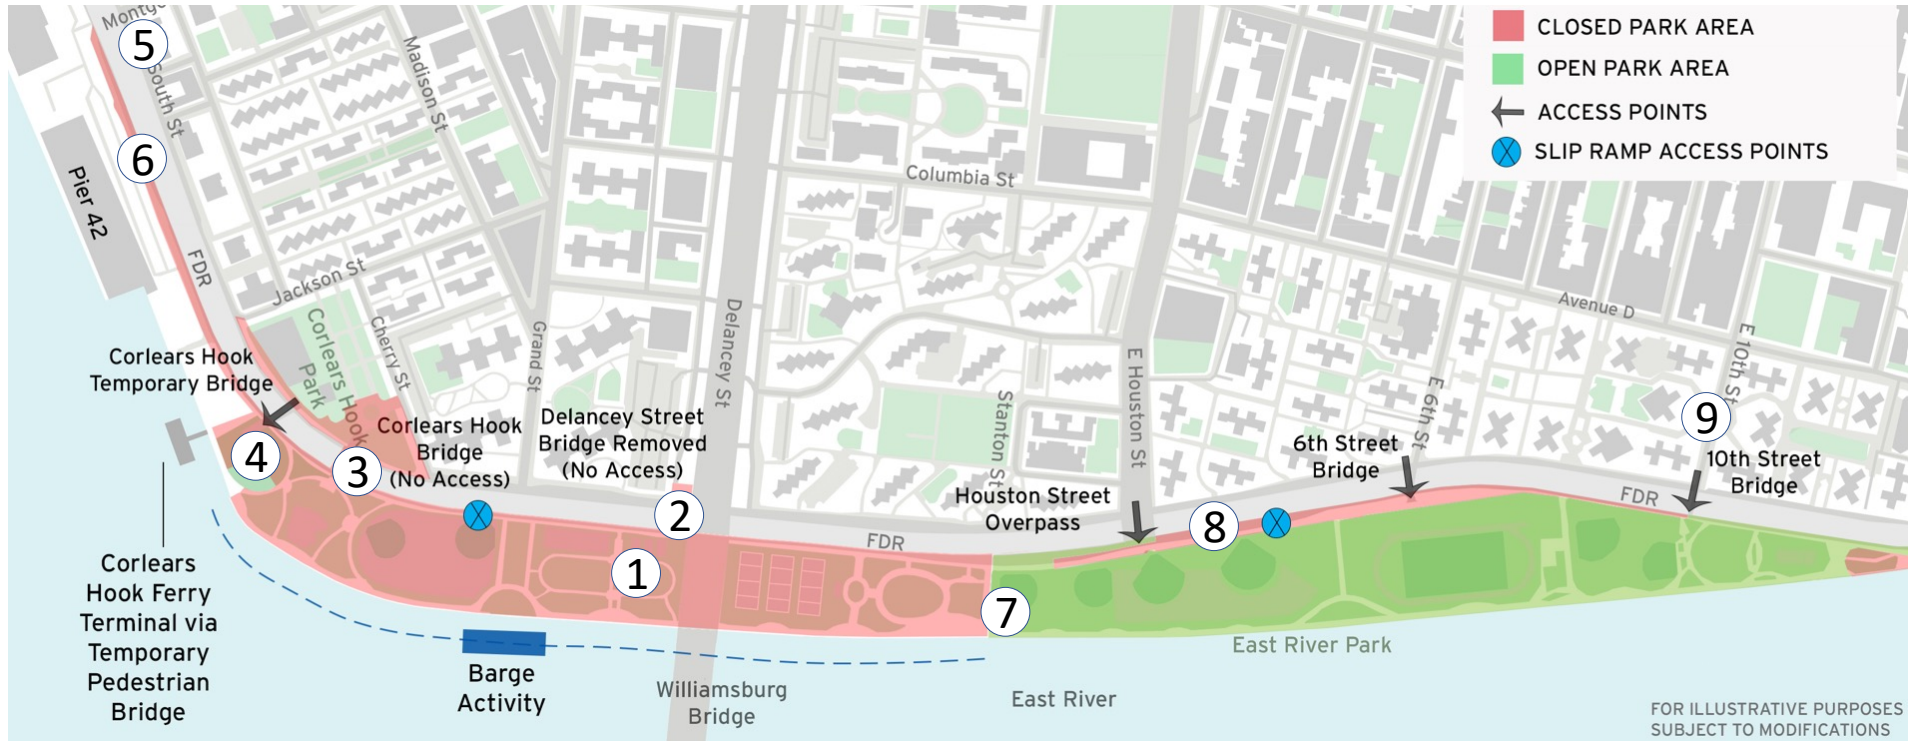 CLOSED PARK AREA
OPEN PARK AREA
ACCESS POINTS
SLIP RAMP ACCESS POINTS
5
South St
Madison St
6
Pier 42
Columbia St
FDR
Jackson St
Avenue D
Corlears Hook
Temporary Bridge
Corlears Hook
Park
Cherry St
Grand St
Delancey St
E Houston St
Stanton St
E 6th St
E 10th St
9
Corlears Hook
Bridge
(No Access)
Delancey Street
Bridge Removed
(No Access)
4
3
2
Houston Street
Overpass
6th Street
Bridge
10th Street
Bridge
FDR
8
FDR
1
7
Corlears
Hook Ferry
Terminal via
Temporary
Pedestrian
Bridge
Barge
Activity
Williamsburg
Bridge
East River
East River Park
FOR ILLUSTRATIVE PURPOSES
SUBJECT TO MODIFICATIONS